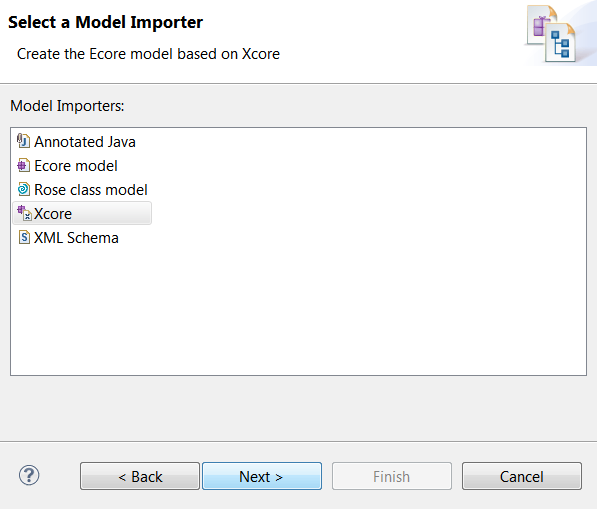 Select a Model Importer
Create the Ecore model based on Xcore
Model Importers:
Annotated Java
Ecore model
Rose class model
Xcore
XML Schema
? < Back Next > Finish Cancel